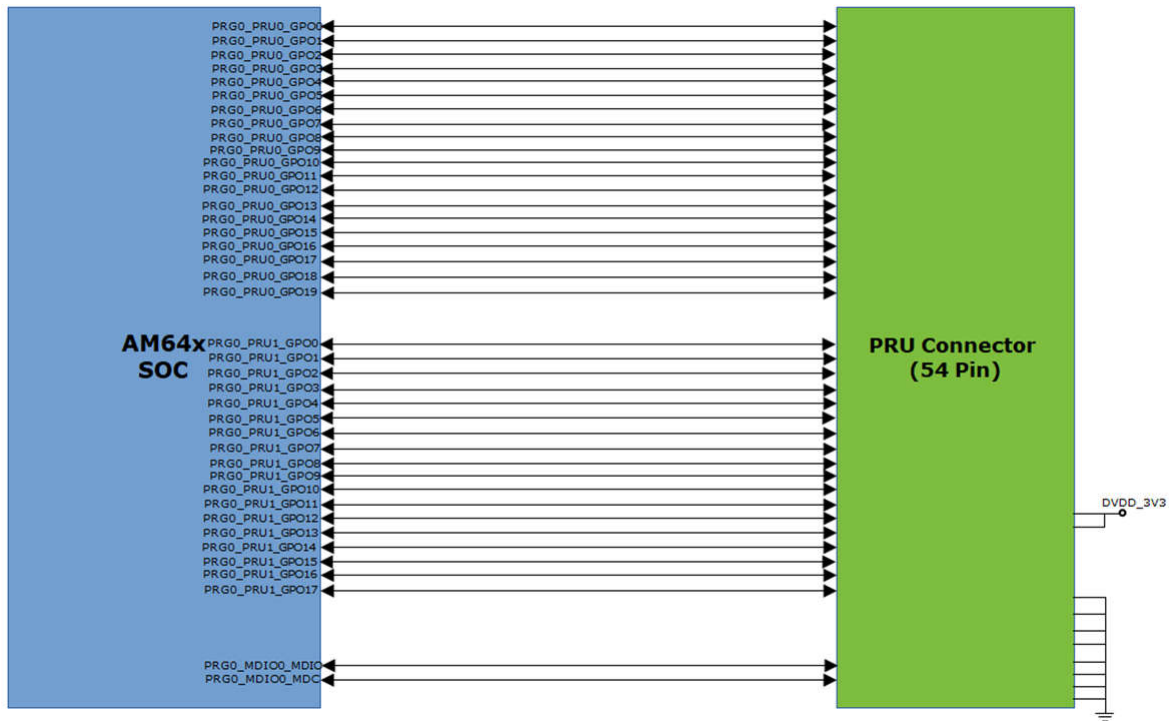 PRG0_PRU0_GPO0
PRG0_PRU0_GPO1
PRG0_PRU0_GPO2
PRG0_PRU0_GPO3
PRG0_PRU0_GPO4
PRG0_PRU0_GPO5
PRG0_PRU0_GPO6
PRG0_PRU0_GPO7
PRG0_PRU0_GPO8
PRG0_PRU0_GPO9
PRG0_PRU0_GPO10
PRG0_PRU0_GPO11
PRG0_PRU0_GPO12
PRG0_PRU0_GPO13
PRG0_PRU0_GPO14
PRG0_PRU0_GPO15
PRG0_PRU0_GPO16
PRG0_PRU0_GPO17
PRG0_PRU0_GPO18
PRG0_PRU0_GPO19
AM64x
SOC
PRG0_PRU1_GPO0
PRG0_PRU1_GPO1
PRG0_PRU1_GPO2
PRG0_PRU1_GPO3
PRG0_PRU1_GPO4
PRG0_PRU1_GPO5
PRG0_PRU1_GPO6
PRG0_PRU1_GPO7
PRG0_PRU1_GPO8
PRG0_PRU1_GPO9
PRG0_PRU1_GPO10
PRG0_PRU1_GPO11
PRG0_PRU1_GPO12
PRG0_PRU1_GPO13
PRG0_PRU1_GPO14
PRG0_PRU1_GPO15
PRG0_PRU1_GPO16
PRG0_PRU1_GPO17
PRG0_MDIO0_MDIO
PRG0_MDIO0_MDC
PRU Connector
(54 Pin)
DVDD_3V3